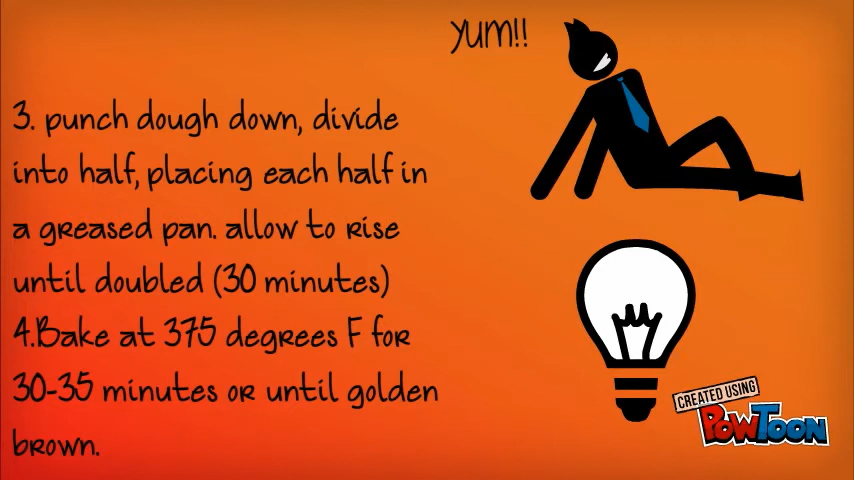 yum!!
3. punch dough down, divide
into half, placing each half in
a greased pan. allow to rise
until doubled (30 minutes)
4.Bake at 375 degrees F for
30-35 minutes or until golden
brown.
CREATED USING
POWTOON